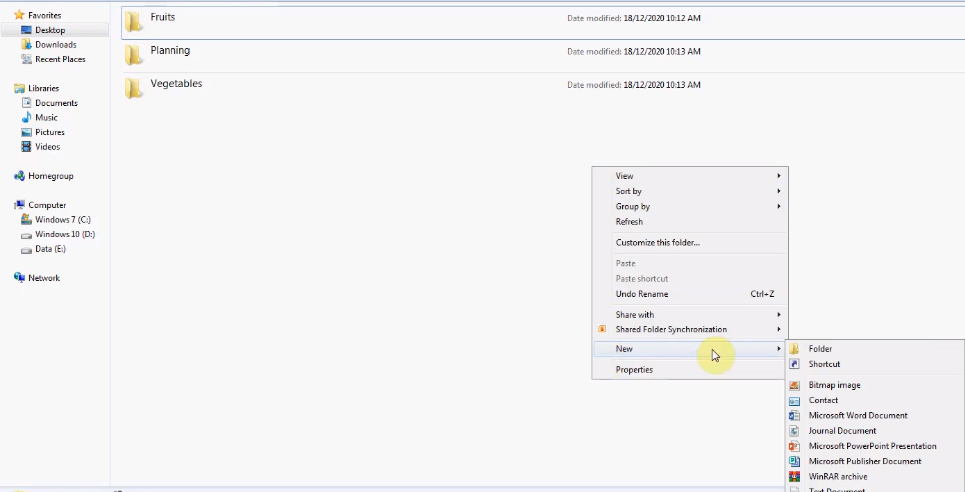 Favorites
Desktop
Downloads
Recent Places
Libraries
Documents
Music
Pictures
Videos
Homegroup
Computer
Windows 7 (C:)
Windows 10 (D:)
Data (E:)
Network
Fruits
Date modified: 18/12/2020 10:12 AM
Planning
Date modified: 18/12/2020 10:13 AM
Vegetables
Date modified: 18/12/2020 10:13 AM
View
Sort by
Group by
Refresh
Customize this folder...
Paste
Paste shortcut
Undo Rename Ctrl+Z
Share with
Shared Folder Synchronization
New
Properties
Folder
Shortcut
Bitmap image
Contact
Microsoft Word Document
Journal Document
Microsoft PowerPoint Presentation
Microsoft Publisher Document
WinRAR archive
Text Document